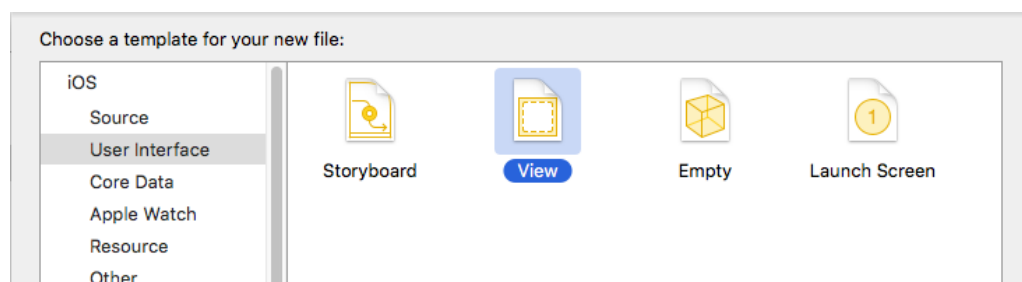 Choose a template for your new file:
iOS
Source
User Interface
Core Data
Apple Watch
Resource
Other
Storyboard
View
Empty
1
Launch Screen